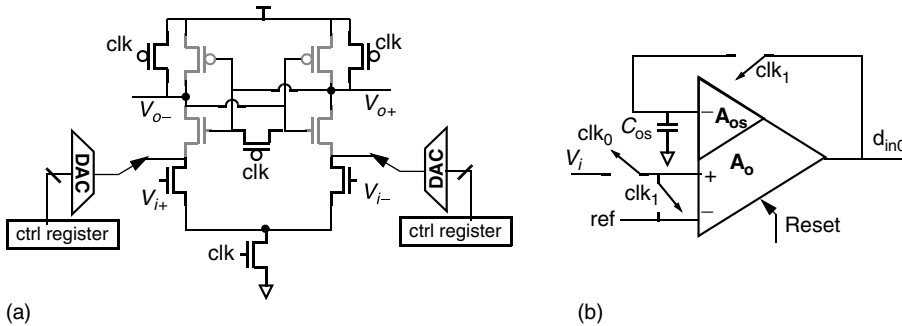 clk
clk
V_{o−}
V_{o+}
DAC
clk
DAC
V_{i+}
V_{i−}
ctrl register
ctrl register
clk
(a)
clk_1
A_{os}
C_{os}
clk_0
d_{in0}
A_o
V_i
+
clk_1
−
−
ref
Reset
(b)